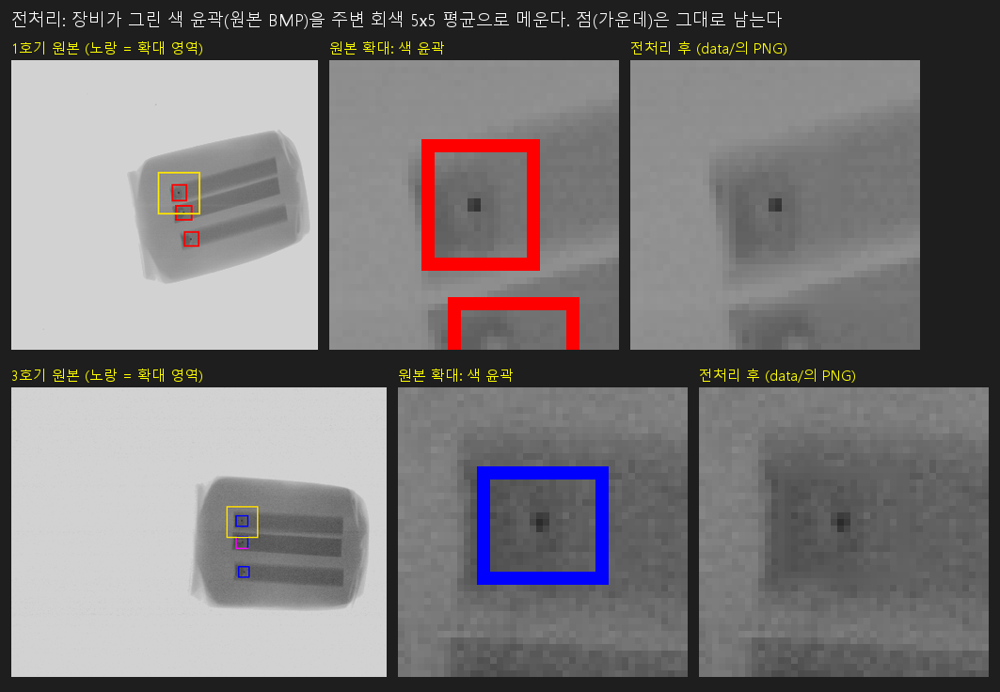 전처리: 장비가 그린 색 윤곽(원본 BMP)을 주변 회색 5x5 평균으로 메운다. 점(가운데)은 그대로 남는다
1호기 원본 (노랑 = 확대 영역)
원본 확대: 색 윤곽
전처리 후 (data/의 PNG)
3호기 원본 (노랑 = 확대 영역)
원본 확대: 색 윤곽
전처리 후 (data/의 PNG)